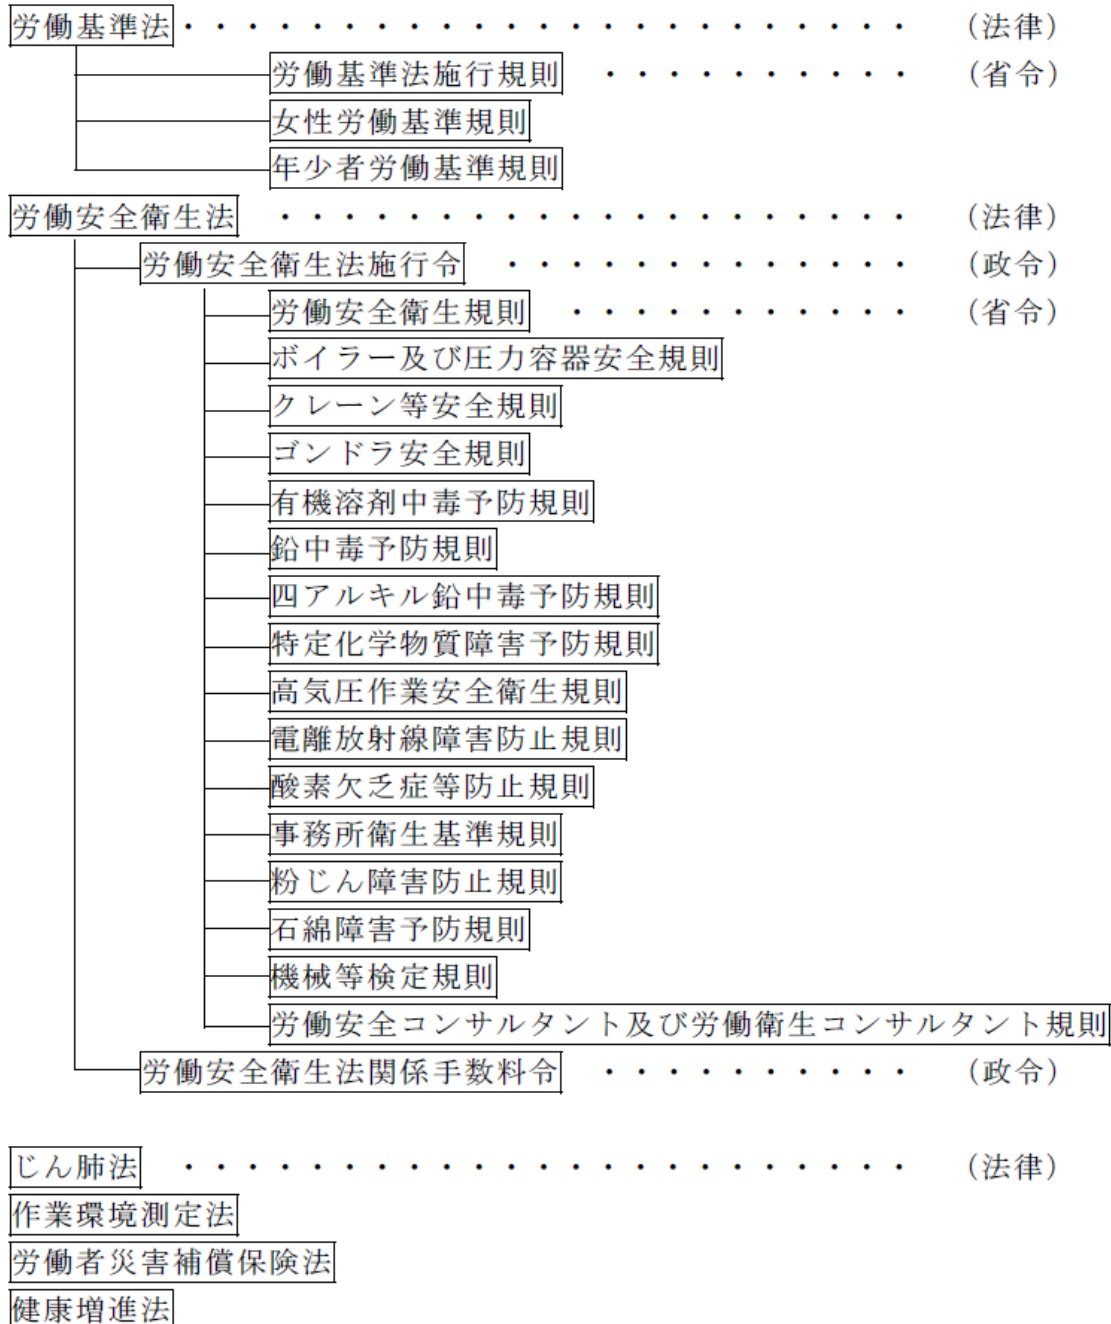 労働基準法・・・・・・・・・・・・・・・・・・・・・・・（法律）
労働基準法施行規則・・・・・・・・・・（省令）
女性労働基準規則
年少者労働基準規則
労働安全衛生法・・・・・・・・・・・・・・・・・・・・（法律）
労働安全衛生法施行令・・・・・・・・・・・・・（政令）
労働安全衛生規則・・・・・・・・・・・（省令）
ボイラー及び圧力容器安全規則
クレーン等安全規則
ゴンドラ安全規則
有機溶剤中毒予防規則
鉛中毒予防規則
四アルキル鉛中毒予防規則
特定化学物質障害予防規則
高気圧作業安全衛生規則
電離放射線障害防止規則
酸素欠乏症等防止規則
事務所衛生基準規則
粉じん障害防止規則
石綿障害予防規則
機械等検定規則
労働安全コンサルタント及び労働衛生コンサルタント規則
労働安全衛生法関係手数料令・・・・・・・・・・（政令）
じん肺法・・・・・・・・・・・・・・・・・・・・・・・（法律）
作業環境測定法
労働者災害補償保険法
健康増進法